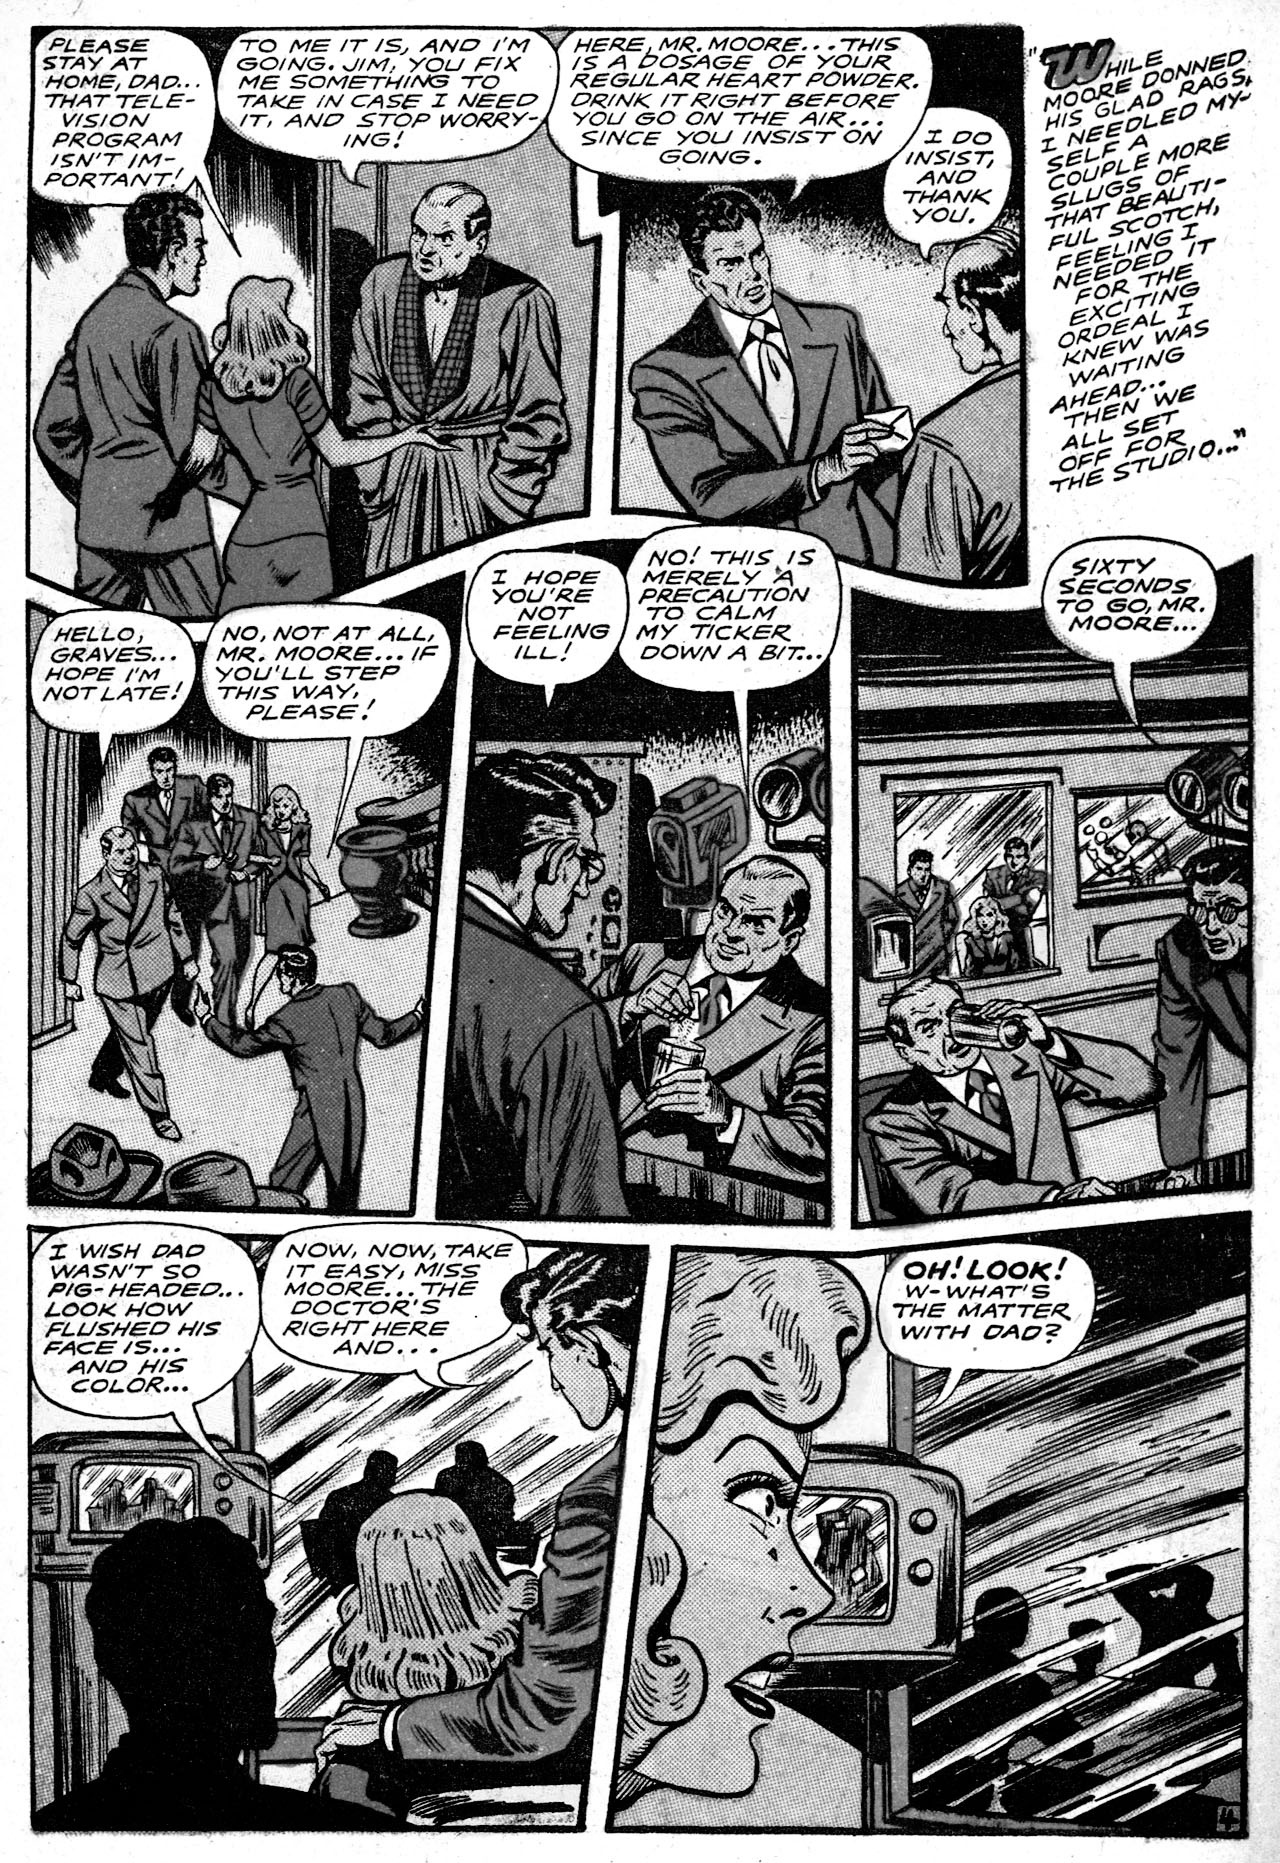 PLEASE
STAY AT
HOME, DAD...
THAT TELE-
VISION
PROGRAM
ISN'T IM-
PORTANT!
TO ME IT IS, AND I'M
GOING. JIM, YOU FIX
ME SOMETHING TO
TAKE IN CASE I NEED
IT, AND STOP WORRY-
ING!
HERE, MR. MOORE... THIS
IS A DOSAGE OF YOUR
REGULAR HEART POWDER.
DRINK IT RIGHT BEFORE
YOU GO ON THE AIR...
SINCE YOU INSIST ON
GOING.
I DO
INSIST,
AND
THANK
YOU.
"WHILE
MOORE DONNED
HIS GLAD RAGS,
I NEEDLED MY-
SELF A
COUPLE MORE
SLUGS OF
THAT BEAUTI-
FUL SCOTCH,
FEELING I
NEEDED IT
FOR THE
EXCITING
ORDEAL I
KNEW WAS
WAITING
AHEAD...
THEN WE
ALL SET
OFF FOR
THE STUDIO..."
HELLO,
GRAVES...
HOPE I'M
NOT LATE!
NO, NOT AT ALL,
MR. MOORE... IF
YOU'LL STEP
THIS WAY,
PLEASE!
I HOPE
YOU'RE
NOT
FEELING
ILL!
NO! THIS IS
MERELY A
PRECAUTION
TO CALM
MY TICKER
DOWN A BIT...
SIXTY
SECONDS
TO GO, MR.
MOORE...
I WISH DAD
WASN'T SO
PIG-HEADED...
LOOK HOW
FLUSHED HIS
FACE IS...
AND HIS
COLOR...
NOW, NOW, TAKE
IT EASY, MISS
MOORE... THE
DOCTOR'S
RIGHT HERE
AND...
OH! LOOK!
W-WHAT'S
THE MATTER
WITH DAD?
4